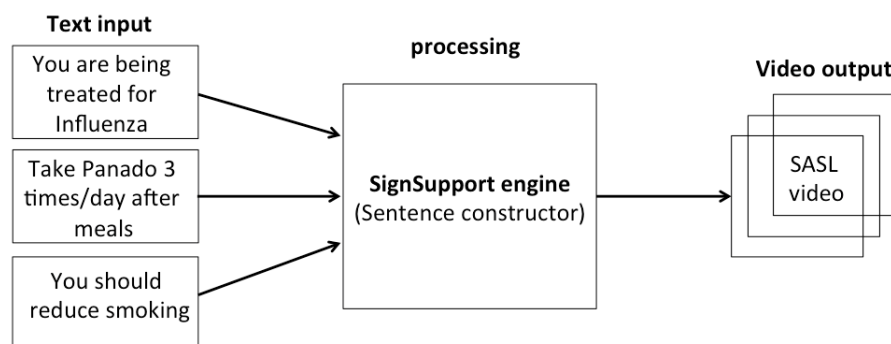 Text input
You are being
treated for
Influenza
Take Panado 3
times/day after
meals
You should
reduce smoking
processing
SignSupport engine
(Sentence constructor)
Video output
SASL
video